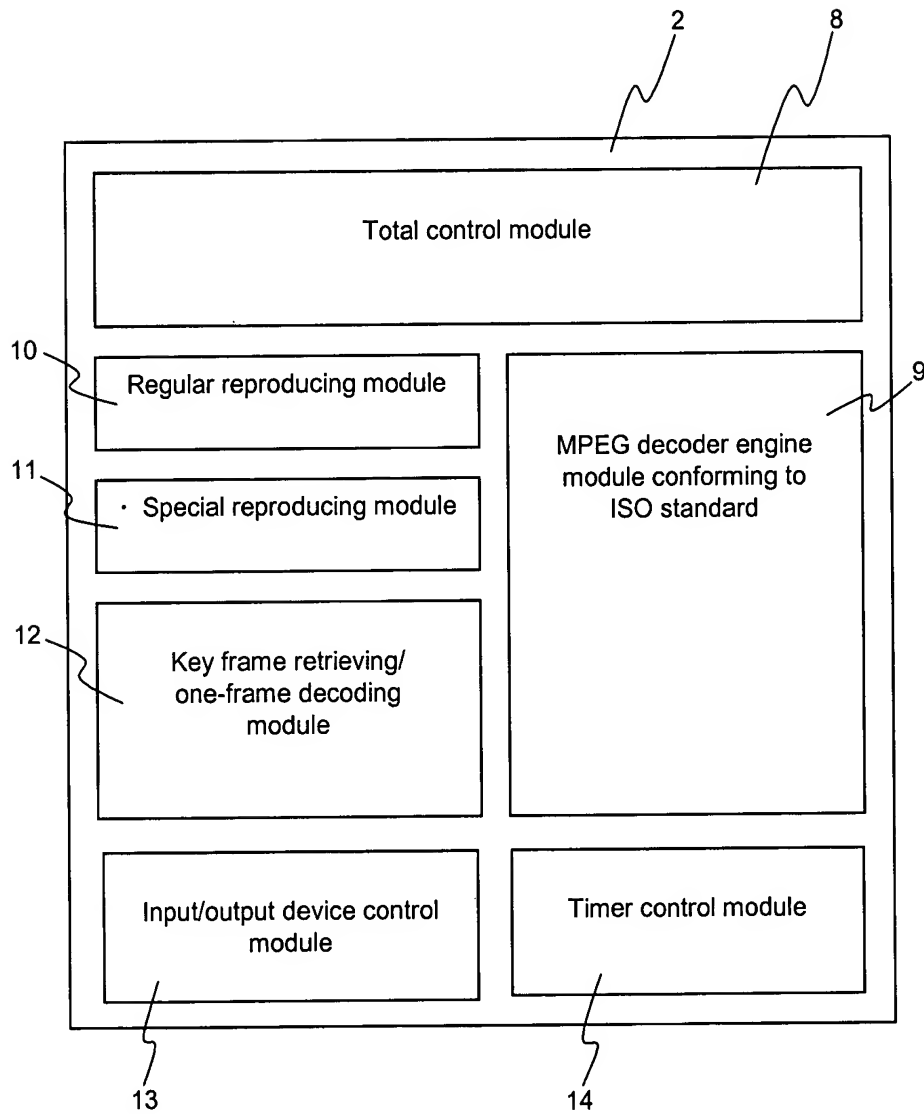 2
8
Total control module
10
Regular reproducing module
9
MPEG decoder engine
module conforming to
ISO standard
11
Special reproducing module
12
Key frame retrieving/
one-frame decoding
module
Input/output device control
module
Timer control module
13
14